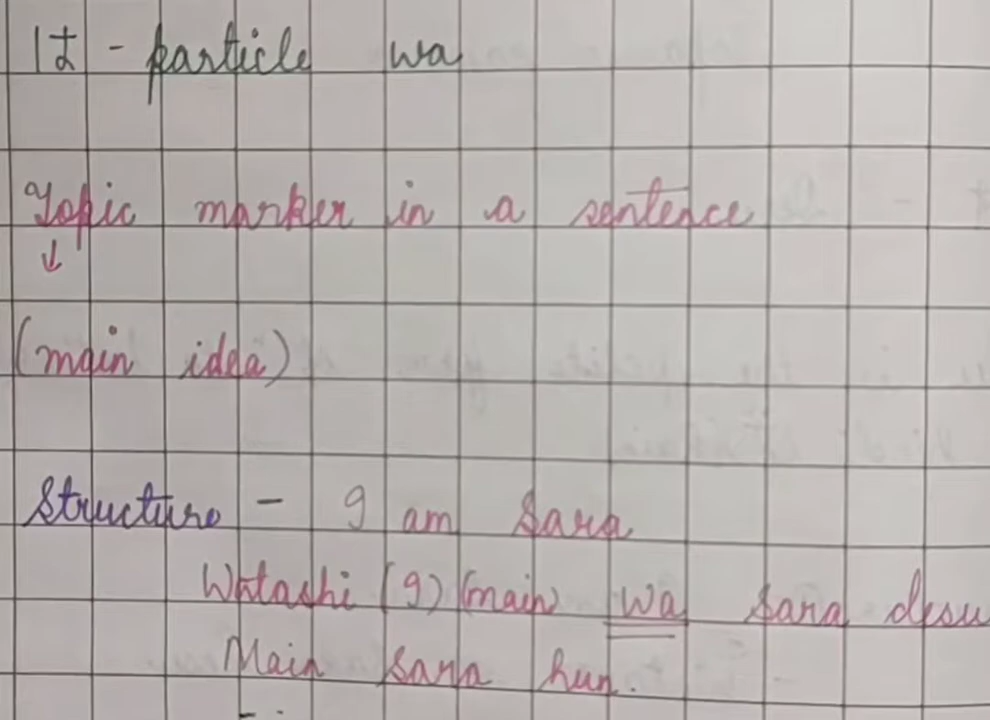 は - particle wa
Topic marker in a sentence
↓
(main idea)
Structure - I am Sara
Watashi (I) (main) wa Sara desu
Main Sara hun.